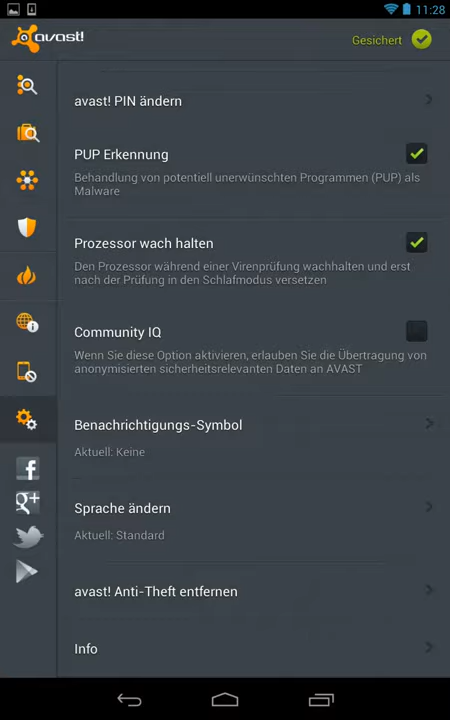 11:28
avast!
Gesichert
avast! PIN ändern
PUP Erkennung
Behandlung von potentiell unerwünschten Programmen (PUP) als
Malware
Prozessor wach halten
Den Prozessor während einer Virenprüfung wachhalten und erst
nach der Prüfung in den Schlafmodus versetzen
Community IQ
Wenn Sie diese Option aktivieren, erlauben Sie die Übertragung von
anonymisierten sicherheitsrelevanten Daten an AVAST
Benachrichtigungs-Symbol
Aktuell: Keine
Sprache ändern
Aktuell: Standard
avast! Anti-Theft entfernen
Info